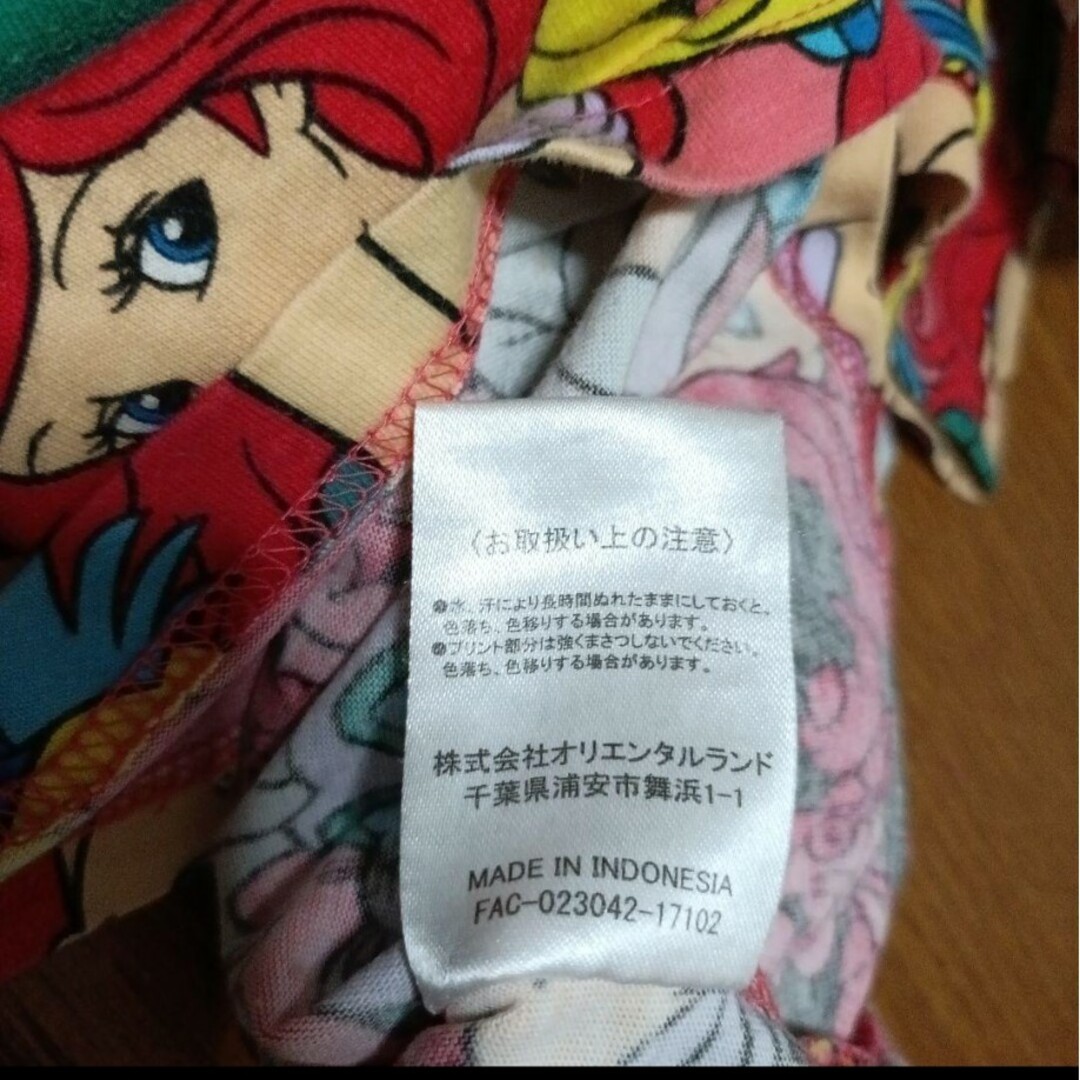 〈お取扱い上の注意〉
●水、汗により長時間ぬれたままにしておくと、
色落ち、色移りする場合があります。
●プリント部分は強くまさつしないでください。
色落ち、色移りする場合があります。
株式会社オリエンタルランド
千葉県浦安市舞浜1-1
MADE IN INDONESIA
FAC-023042-17102